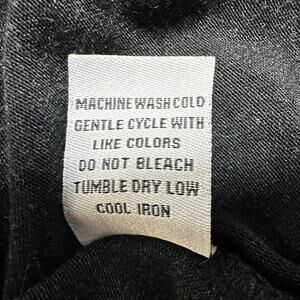 MACHINE WASH COLD
GENTLE CYCLE WITH
LIKE COLORS
DO NOT BLEACH
TUMBLE DRY LOW
COOL IRON